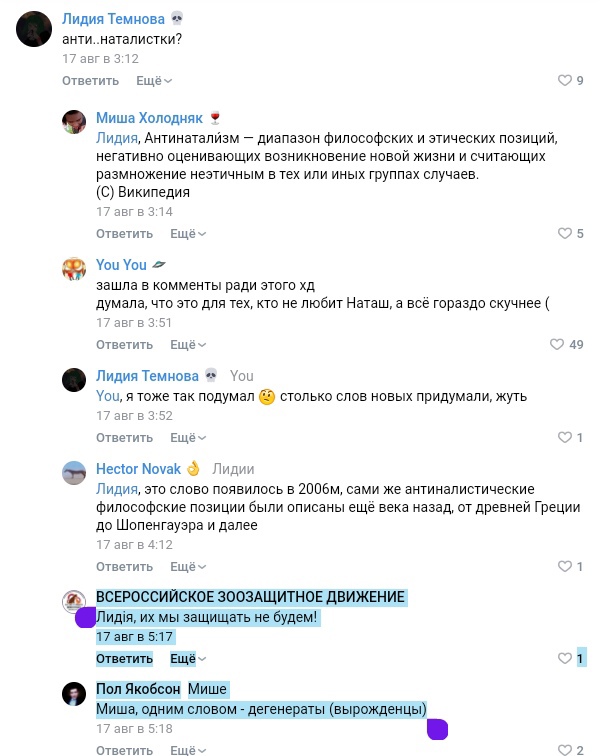 Лидия Темнова 💀
анти..наталистки?
17 авг в 3:12
Ответить Ещё
9
Миша Холодняк 🍷
Лидия, Антинатали́зм — диапазон философских и этических позиций,
негативно оценивающих возникновение новой жизни и считающих
размножение неэтичным в тех или иных группах случаев.
(С) Википедия
17 авг в 3:14
Ответить Ещё
5
You You
зашла в комменты ради этого хд
думала, что это для тех, кто не любит Наташ, а всё гораздо скучнее (
17 авг в 3:51
Ответить Ещё
49
Лидия Темнова 💀 You
You, я тоже так подумал 🤔 столько слов новых придумали, жуть
17 авг в 3:52
Ответить Ещё
1
Hector Novak 👌 Лидии
Лидия, это слово появилось в 2006м, сами же антиналистические
философские позиции были описаны ещё века назад, от древней Греции
до Шопенгауэра и далее
17 авг в 4:12
Ответить Ещё
1
ВСЕРОССИЙСКОЕ ЗООЗАЩИТНОЕ ДВИЖЕНИЕ
Лидія, их мы защищать не будем!
17 авг в 5:17
Ответить Ещё
1
Пол Якобсон Мише
Миша, одним словом - дегенераты (вырожденцы)
17 авг в 5:18
Ответить Ещё
2